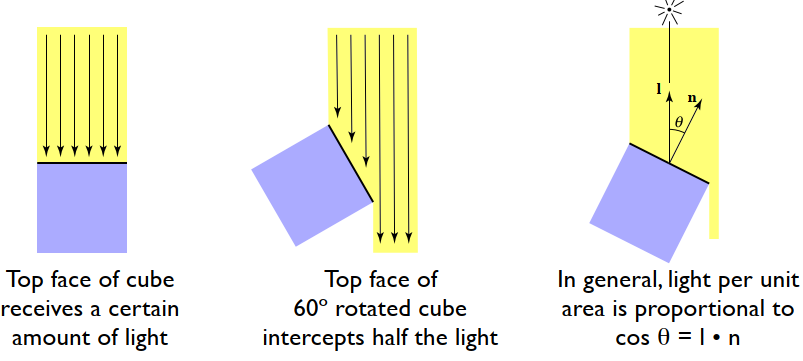 l
n
θ
Top face of cube
receives a certain
amount of light
Top face of
60º rotated cube
intercepts half the light
In general, light per unit
area is proportional to
cos θ = l • n